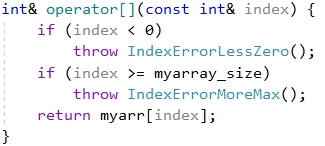 int& operator[](const int& index) {
    if (index < 0)
        throw IndexErrorLessZero();
    if (index >= myarray_size)
        throw IndexErrorMoreMax();
    return myarr[index];
}